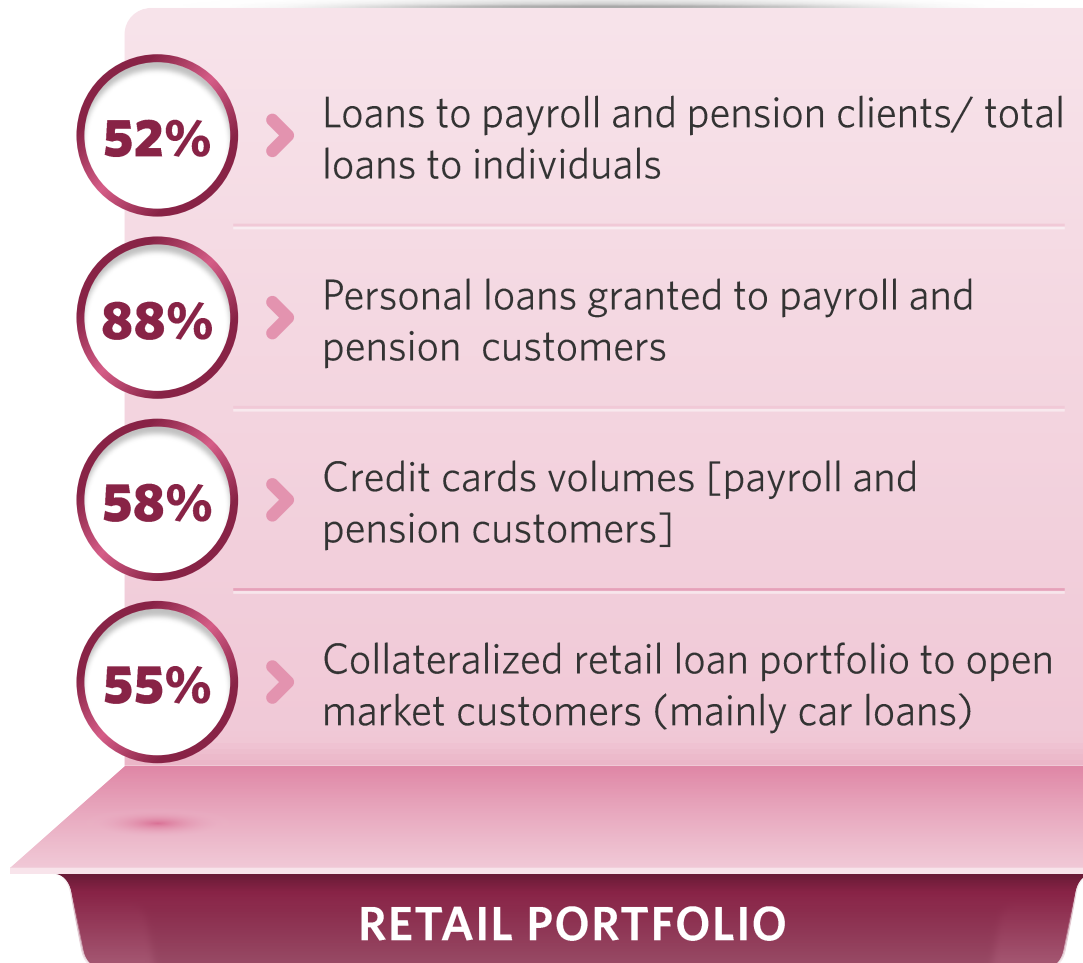 52%
Loans to payroll and pension clients/ total
loans to individuals
88%
Personal loans granted to payroll and
pension customers
58%
Credit cards volumes [payroll and
pension customers]
55%
Collateralized retail loan portfolio to open
market customers (mainly car loans)
RETAIL PORTFOLIO